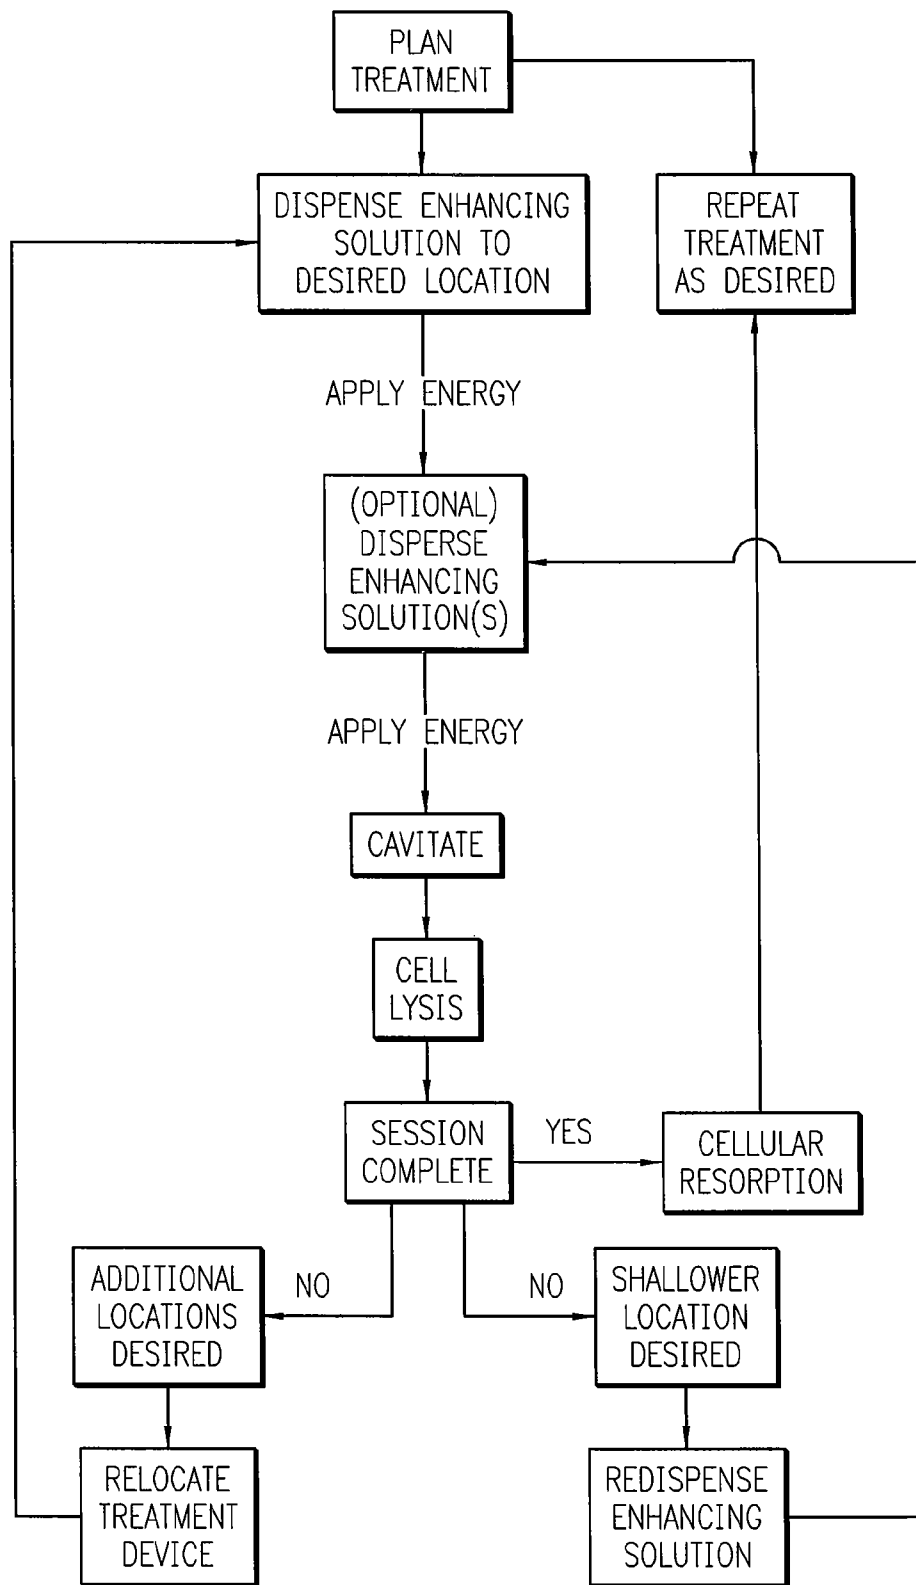 PLAN
TREATMENT
DISPENSE ENHANCING
SOLUTION TO
DESIRED LOCATION
REPEAT
TREATMENT
AS DESIRED
APPLY ENERGY
(OPTIONAL)
DISPERSE
ENHANCING
SOLUTION(S)
APPLY ENERGY
CAVITATE
CELL
LYSIS
SESSION
COMPLETE
YES
CELLULAR
RESORPTION
NO
ADDITIONAL
LOCATIONS
DESIRED
NO
SHALLOWER
LOCATION
DESIRED
RELOCATE
TREATMENT
DEVICE
REDISPENSE
ENHANCING
SOLUTION